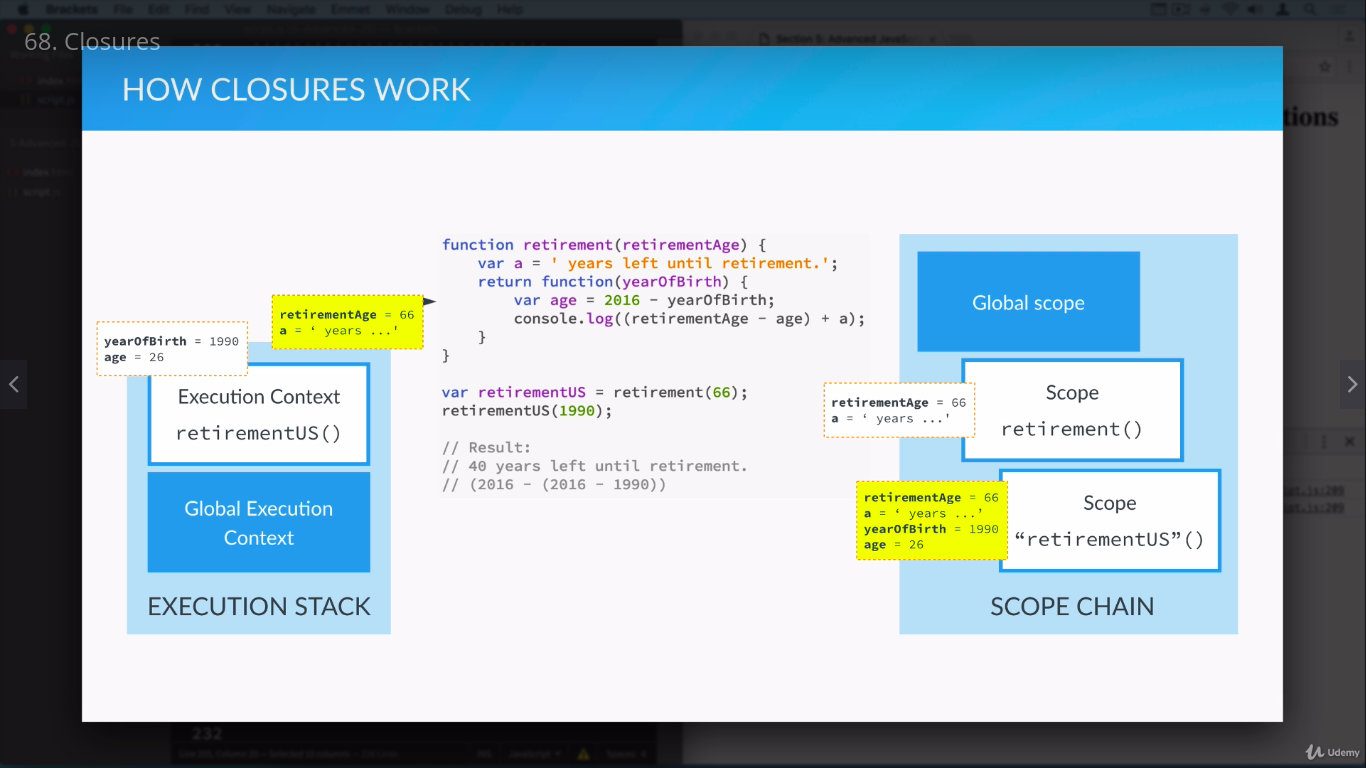 Brackets File Edit Find View Navigate Emmet Window Debug Help
68. Closures
HOW CLOSURES WORK
function retirement(retirementAge) {
var a = ' years left until retirement.';
return function(yearOfBirth) {
var age = 2016 - yearOfBirth;
console.log((retirementAge - age) + a);
}
}
var retirementUS = retirement(66);
retirementUS(1990);
// Result:
// 40 years left until retirement.
// (2016 - (2016 - 1990))
retirementAge = 66
a = ‘ years ...'
yearOfBirth = 1990
age = 26
Execution Context
retirementUS()
Global Execution
Context
EXECUTION STACK
Global scope
retirementAge = 66
a = ‘ years ...'
Scope
retirement()
retirementAge = 66
a = ‘ years ...’
yearOfBirth = 1990
age = 26
Scope
“retirementUS”()
SCOPE CHAIN
tions
232
Udemy